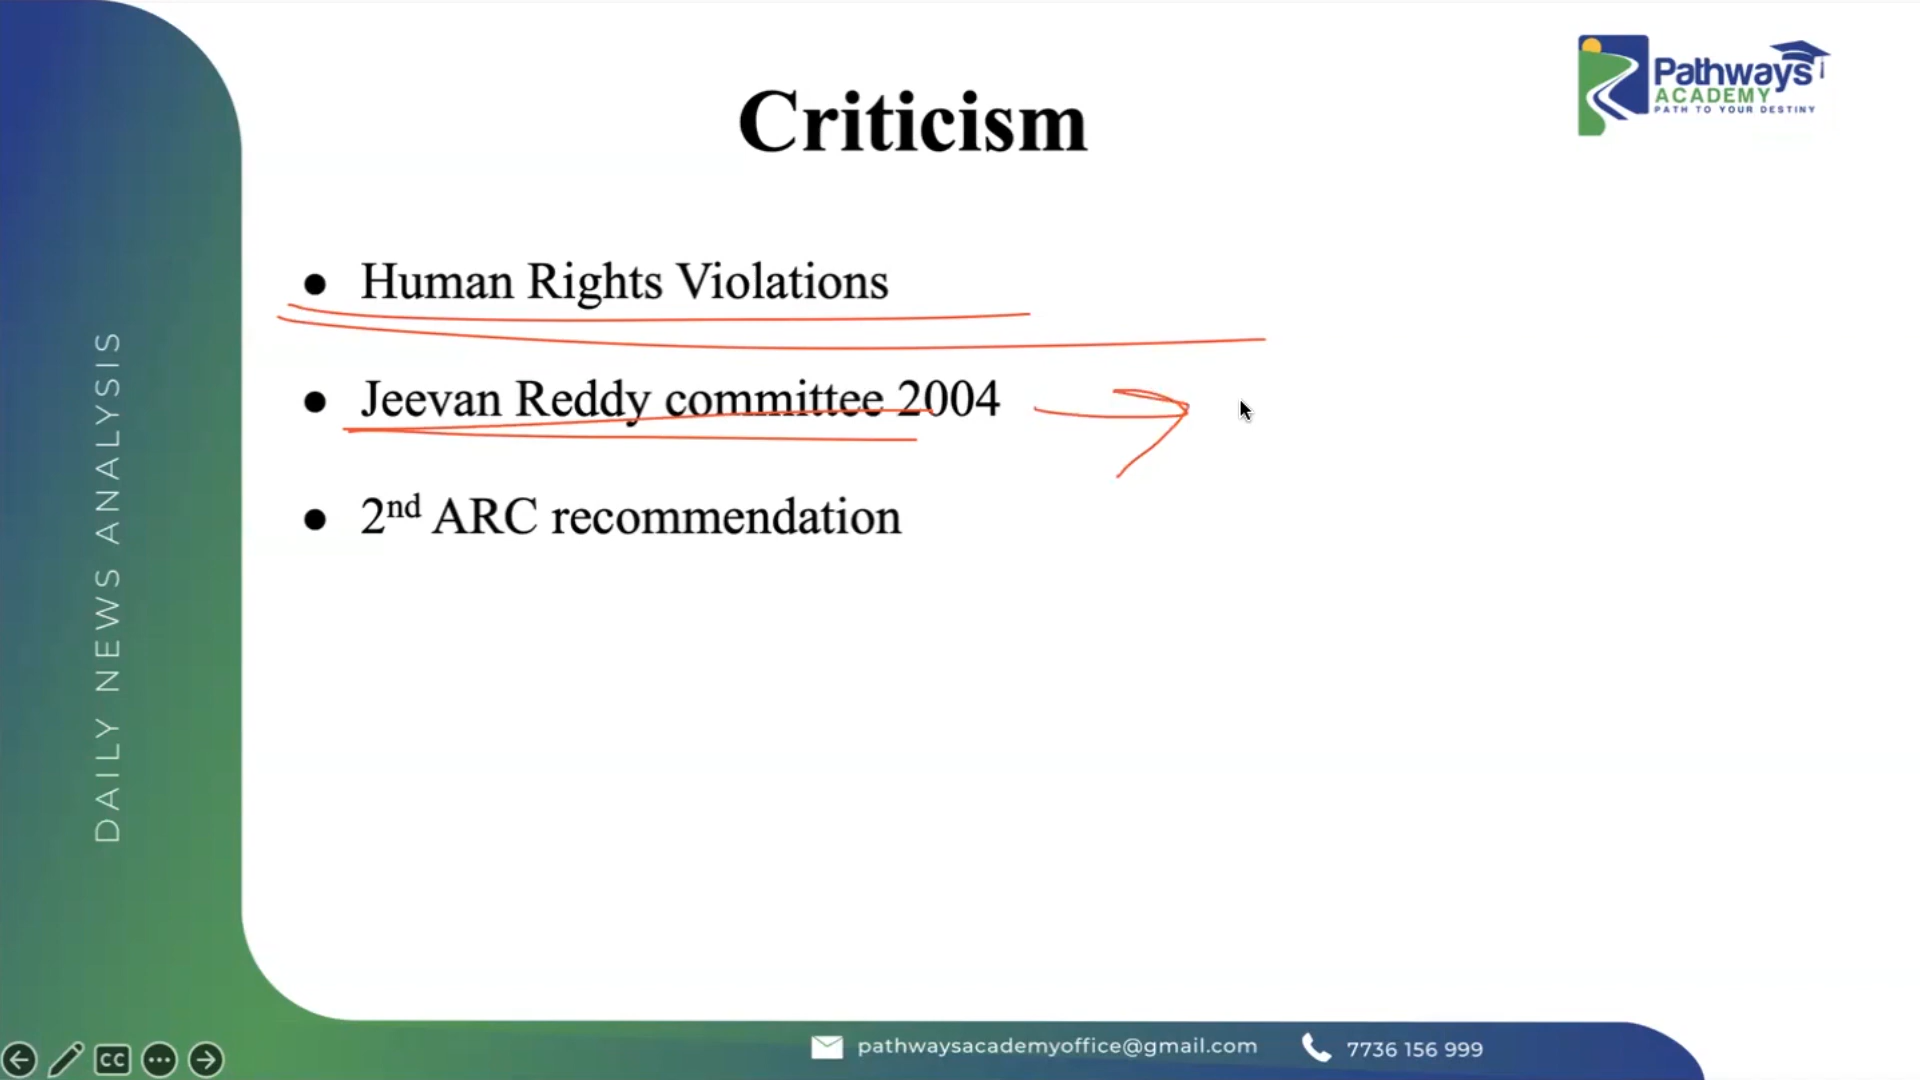 Pathways
ACADEMY
PATH TO YOUR DESTINY
Criticism
● Human Rights Violations
● Jeevan Reddy committee 2004
● 2nd ARC recommendation
DAILY NEWS ANALYSIS
CC
pathwaysacademyoffice@gmail.com
7736 156 999